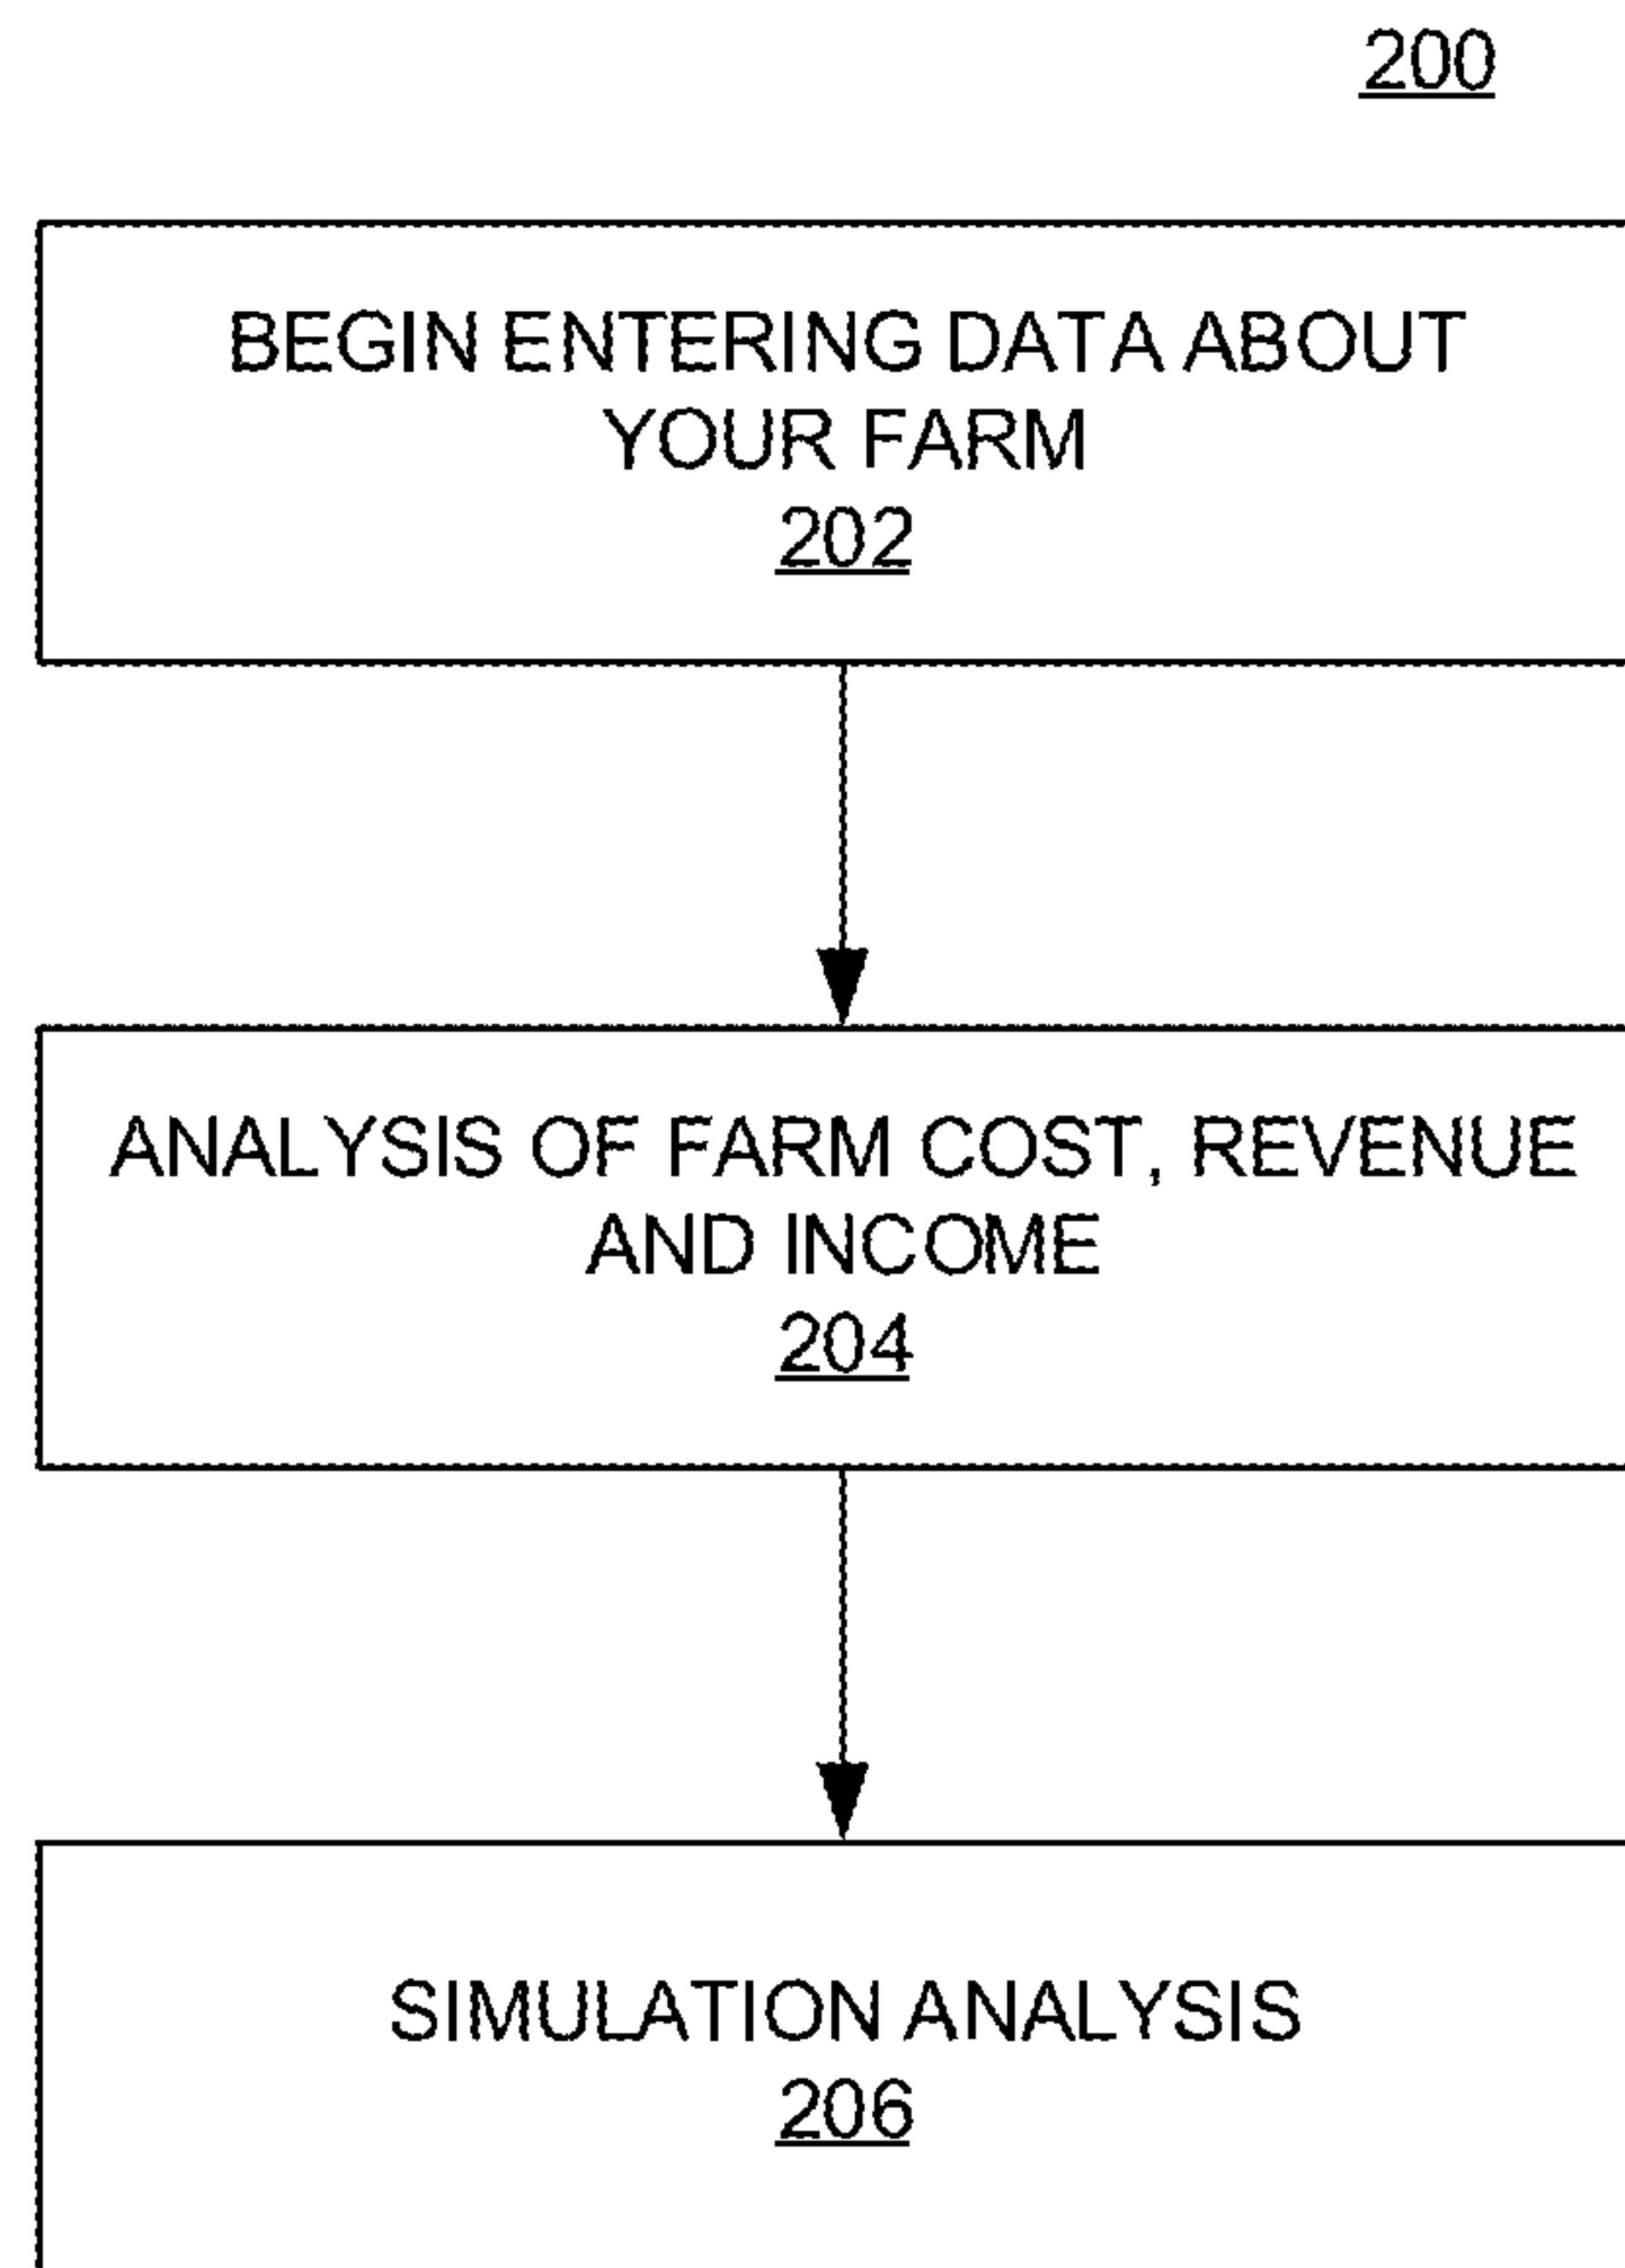 200
BEGIN ENTERING DATA ABOUT
YOUR FARM
202
ANALYSIS OF FARM COST, REVENUE
AND INCOME
204
SIMULATION ANALYSIS
206